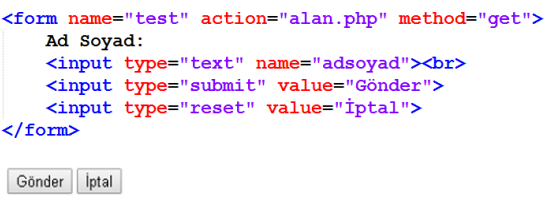 <form name="test" action="alan.php" method="get">
Ad Soyad:
<input type="text" name="adsoyad"><br>
<input type="submit" value="Gönder">
<input type="reset" value="İptal">
</form>
Gönder İptal